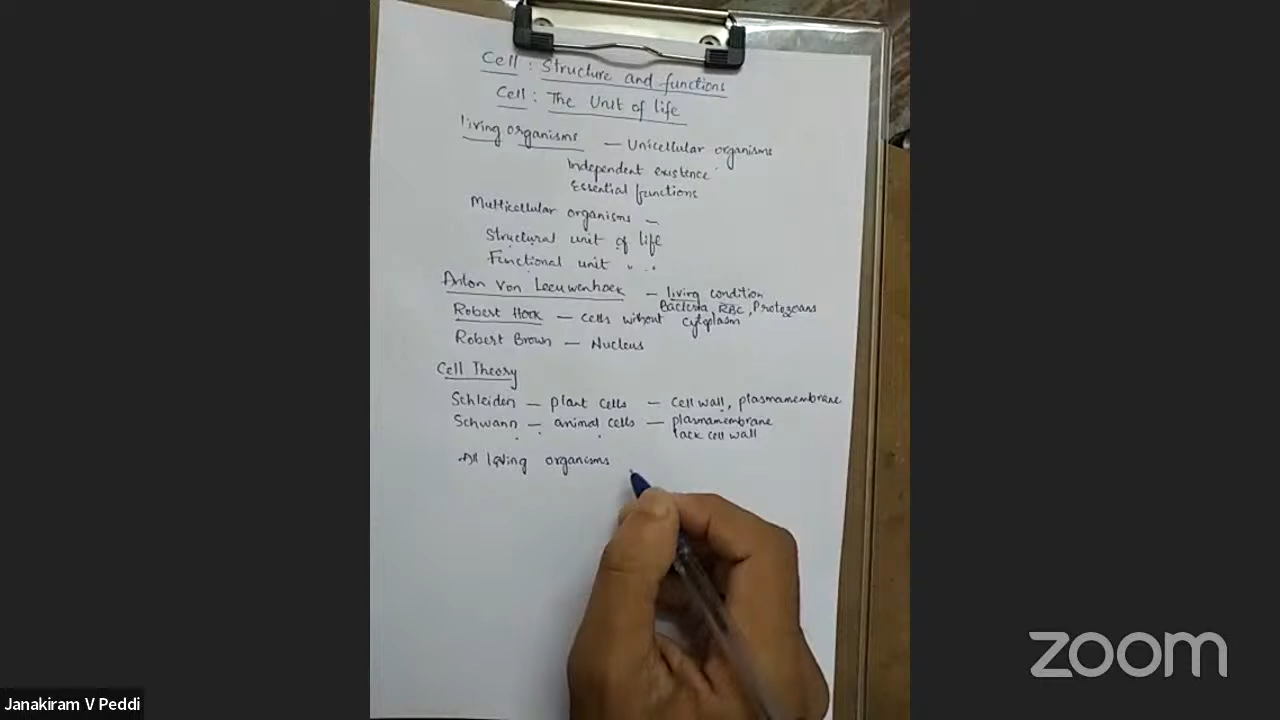 Cell : Structure and functions
Cell : The Unit of life
living organisms — Unicellular organisms
Independent existence
Essential functions
Multicellular organisms —
Structural unit of life
Functional unit " "
Anton Von Leeuwenhoek — living condition
Bacteria, RBC, Protozoans
Robert Hook — cells without cytoplasm
Robert Brown — Nucleus
Cell Theory
Schleiden — plant cells — cell wall, plasmamembrane
Schwann — animal cells — plasmamembrane
lack cell wall
All living organisms
zoom
Janakiram V Peddi